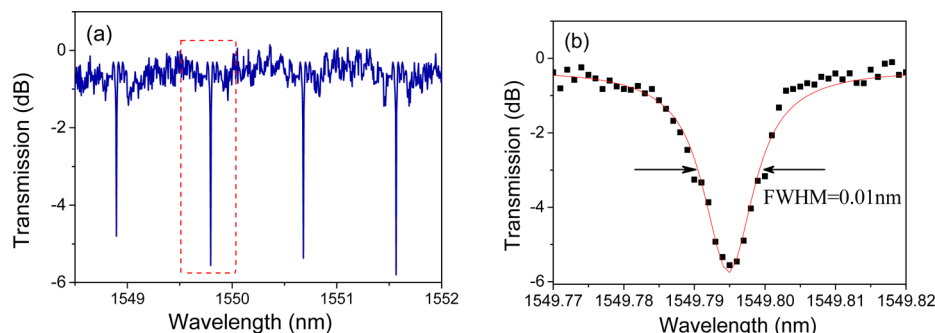 (a)
0
-2
-4
-6
Transmission (dB)
1549 1550 1551 1552
Wavelength (nm)
(b)
0
-2
-4
-6
Transmission (dB)
FWHM=0.01nm
1549.77 1549.78 1549.79 1549.80 1549.81 1549.82
Wavelength (nm)